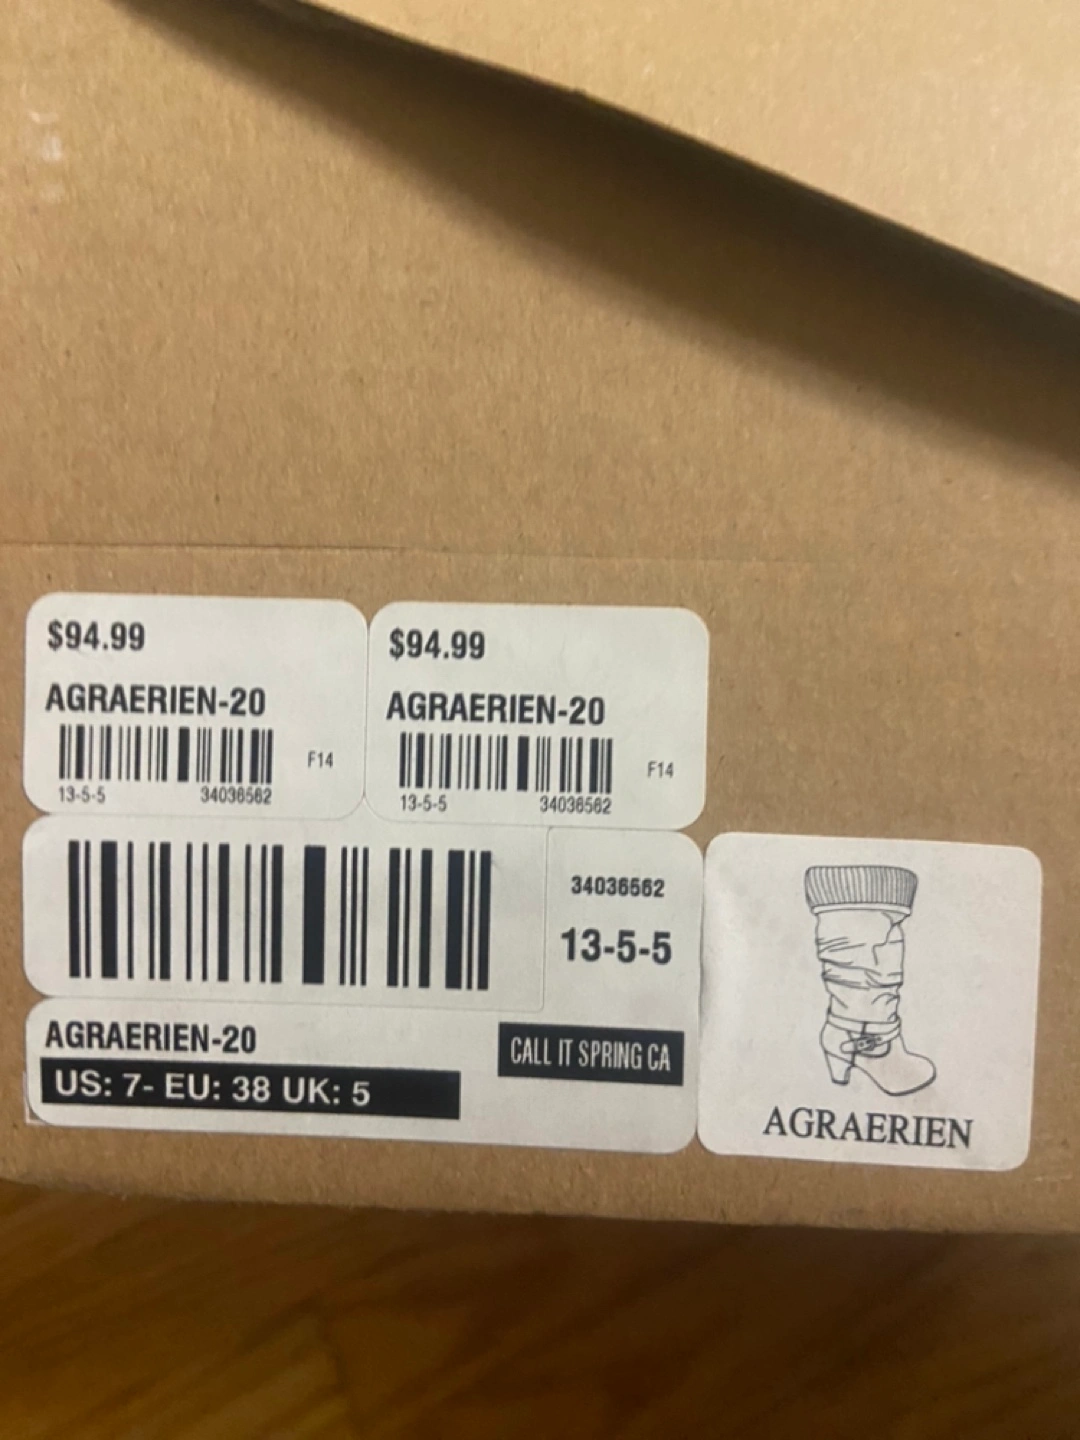 $94.99
AGRAERIEN-20
F14
13-5-5 34036562
$94.99
AGRAERIEN-20
F14
13-5-5 34036562
34036562
13-5-5
AGRAERIEN-20
CALL IT SPRING CA
US: 7- EU: 38 UK: 5
AGRAERIEN